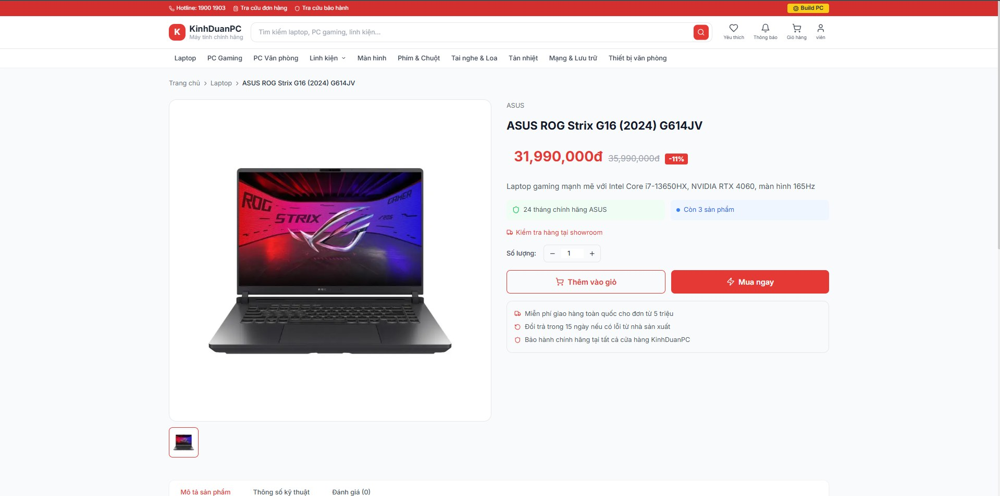 Hotline: 1900 1903 Tra cứu đơn hàng Tra cứu bảo hành Build PC
K KinhDuanPC
Máy tính chính hãng
Tìm kiếm laptop, PC gaming, linh kiện...
Yêu thích Thông báo Giỏ hàng viên
Laptop PC Gaming PC Văn phòng Linh kiện Màn hình Phím & Chuột Tai nghe & Loa Tản nhiệt Mạng & Lưu trữ Thiết bị văn phòng
Trang chủ > Laptop > ASUS ROG Strix G16 (2024) G614JV
ROG
STRIX
GAMER
ASUS
ASUS ROG Strix G16 (2024) G614JV
31,990,000đ 35,990,000đ -11%
Laptop gaming mạnh mẽ với Intel Core i7-13650HX, NVIDIA RTX 4060, màn hình 165Hz
24 tháng chính hãng ASUS
Còn 3 sản phẩm
Kiểm tra hàng tại showroom
Số lượng: − 1 +
Thêm vào giỏ
Mua ngay
Miễn phí giao hàng toàn quốc cho đơn từ 5 triệu
Đổi trả trong 15 ngày nếu có lỗi từ nhà sản xuất
Bảo hành chính hãng tại tất cả cửa hàng KinhDuanPC
Mô tả sản phẩm Thông số kỹ thuật Đánh giá (0)